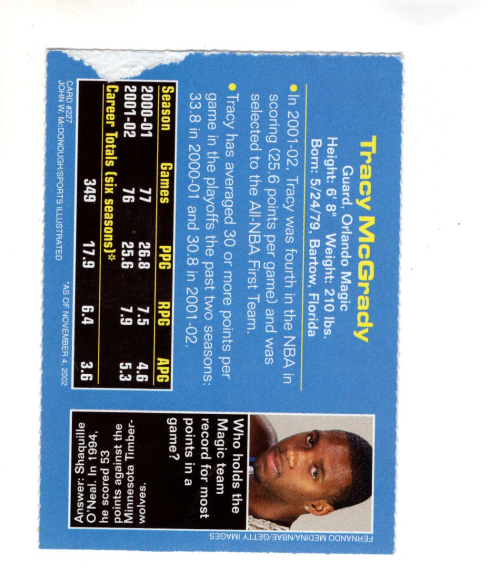 Tracy McGrady
Guard, Orlando Magic
Height: 6' 8" Weight: 210 lbs.
Born: 5/24/79, Bartow, Florida
• In 2001-02, Tracy was fourth in the NBA in
scoring (25.6 points per game) and was
selected to the All-NBA First Team.
• Tracy has averaged 30 or more points per
game in the playoffs the past two seasons:
33.8 in 2000-01 and 30.8 in 2001-02.
Season Games PPG RPG APG
2000-01 77 26.8 7.5 4.6
2001-02 76 25.6 7.9 5.3
Career Totals (six seasons)*
349 17.9 6.4 3.6
CARD #227 *AS OF NOVEMBER 4, 2002
JOHN W. McDONOUGH/SPORTS ILLUSTRATED
FERNANDO MEDINA/NBAE/GETTY IMAGES
Who holds the
Magic team
record for most
points in a
game?
Answer: Shaquille
O'Neal. In 1994,
he scored 53
points against the
Minnesota Timber-
wolves.